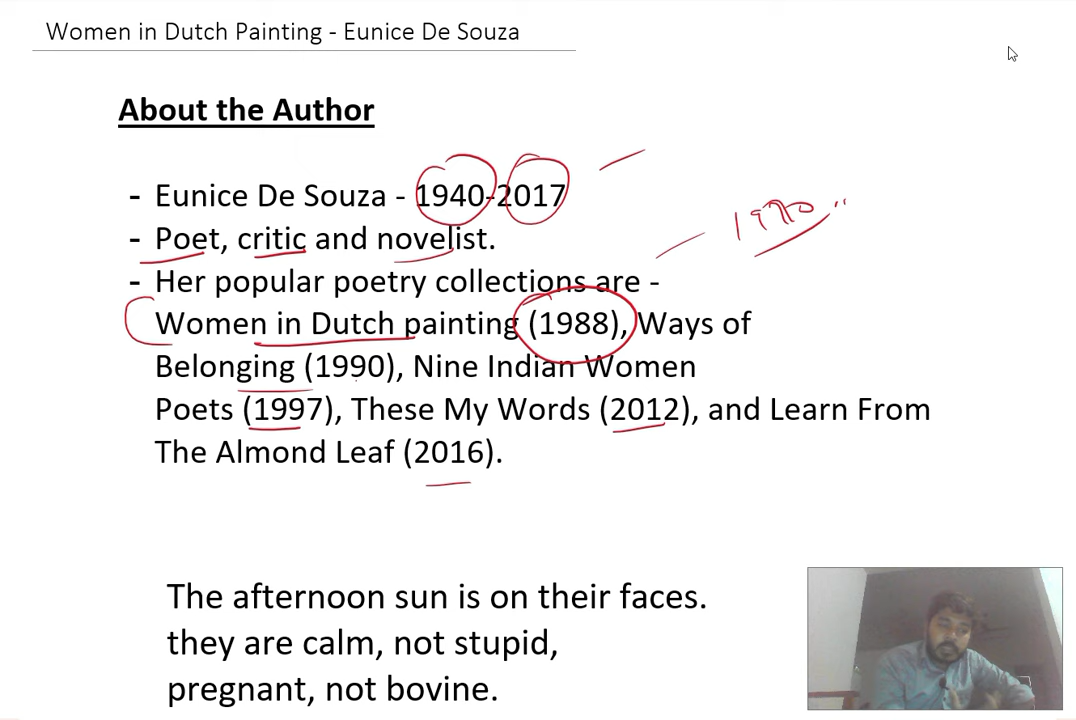 Women in Dutch Painting - Eunice De Souza
About the Author
- Eunice De Souza - 1940-2017
- Poet, critic and novelist.
- Her popular poetry collections are -
Women in Dutch painting (1988), Ways of
Belonging (1990), Nine Indian Women
Poets (1997), These My Words (2012), and Learn From
The Almond Leaf (2016).
The afternoon sun is on their faces.
they are calm, not stupid,
pregnant, not bovine.